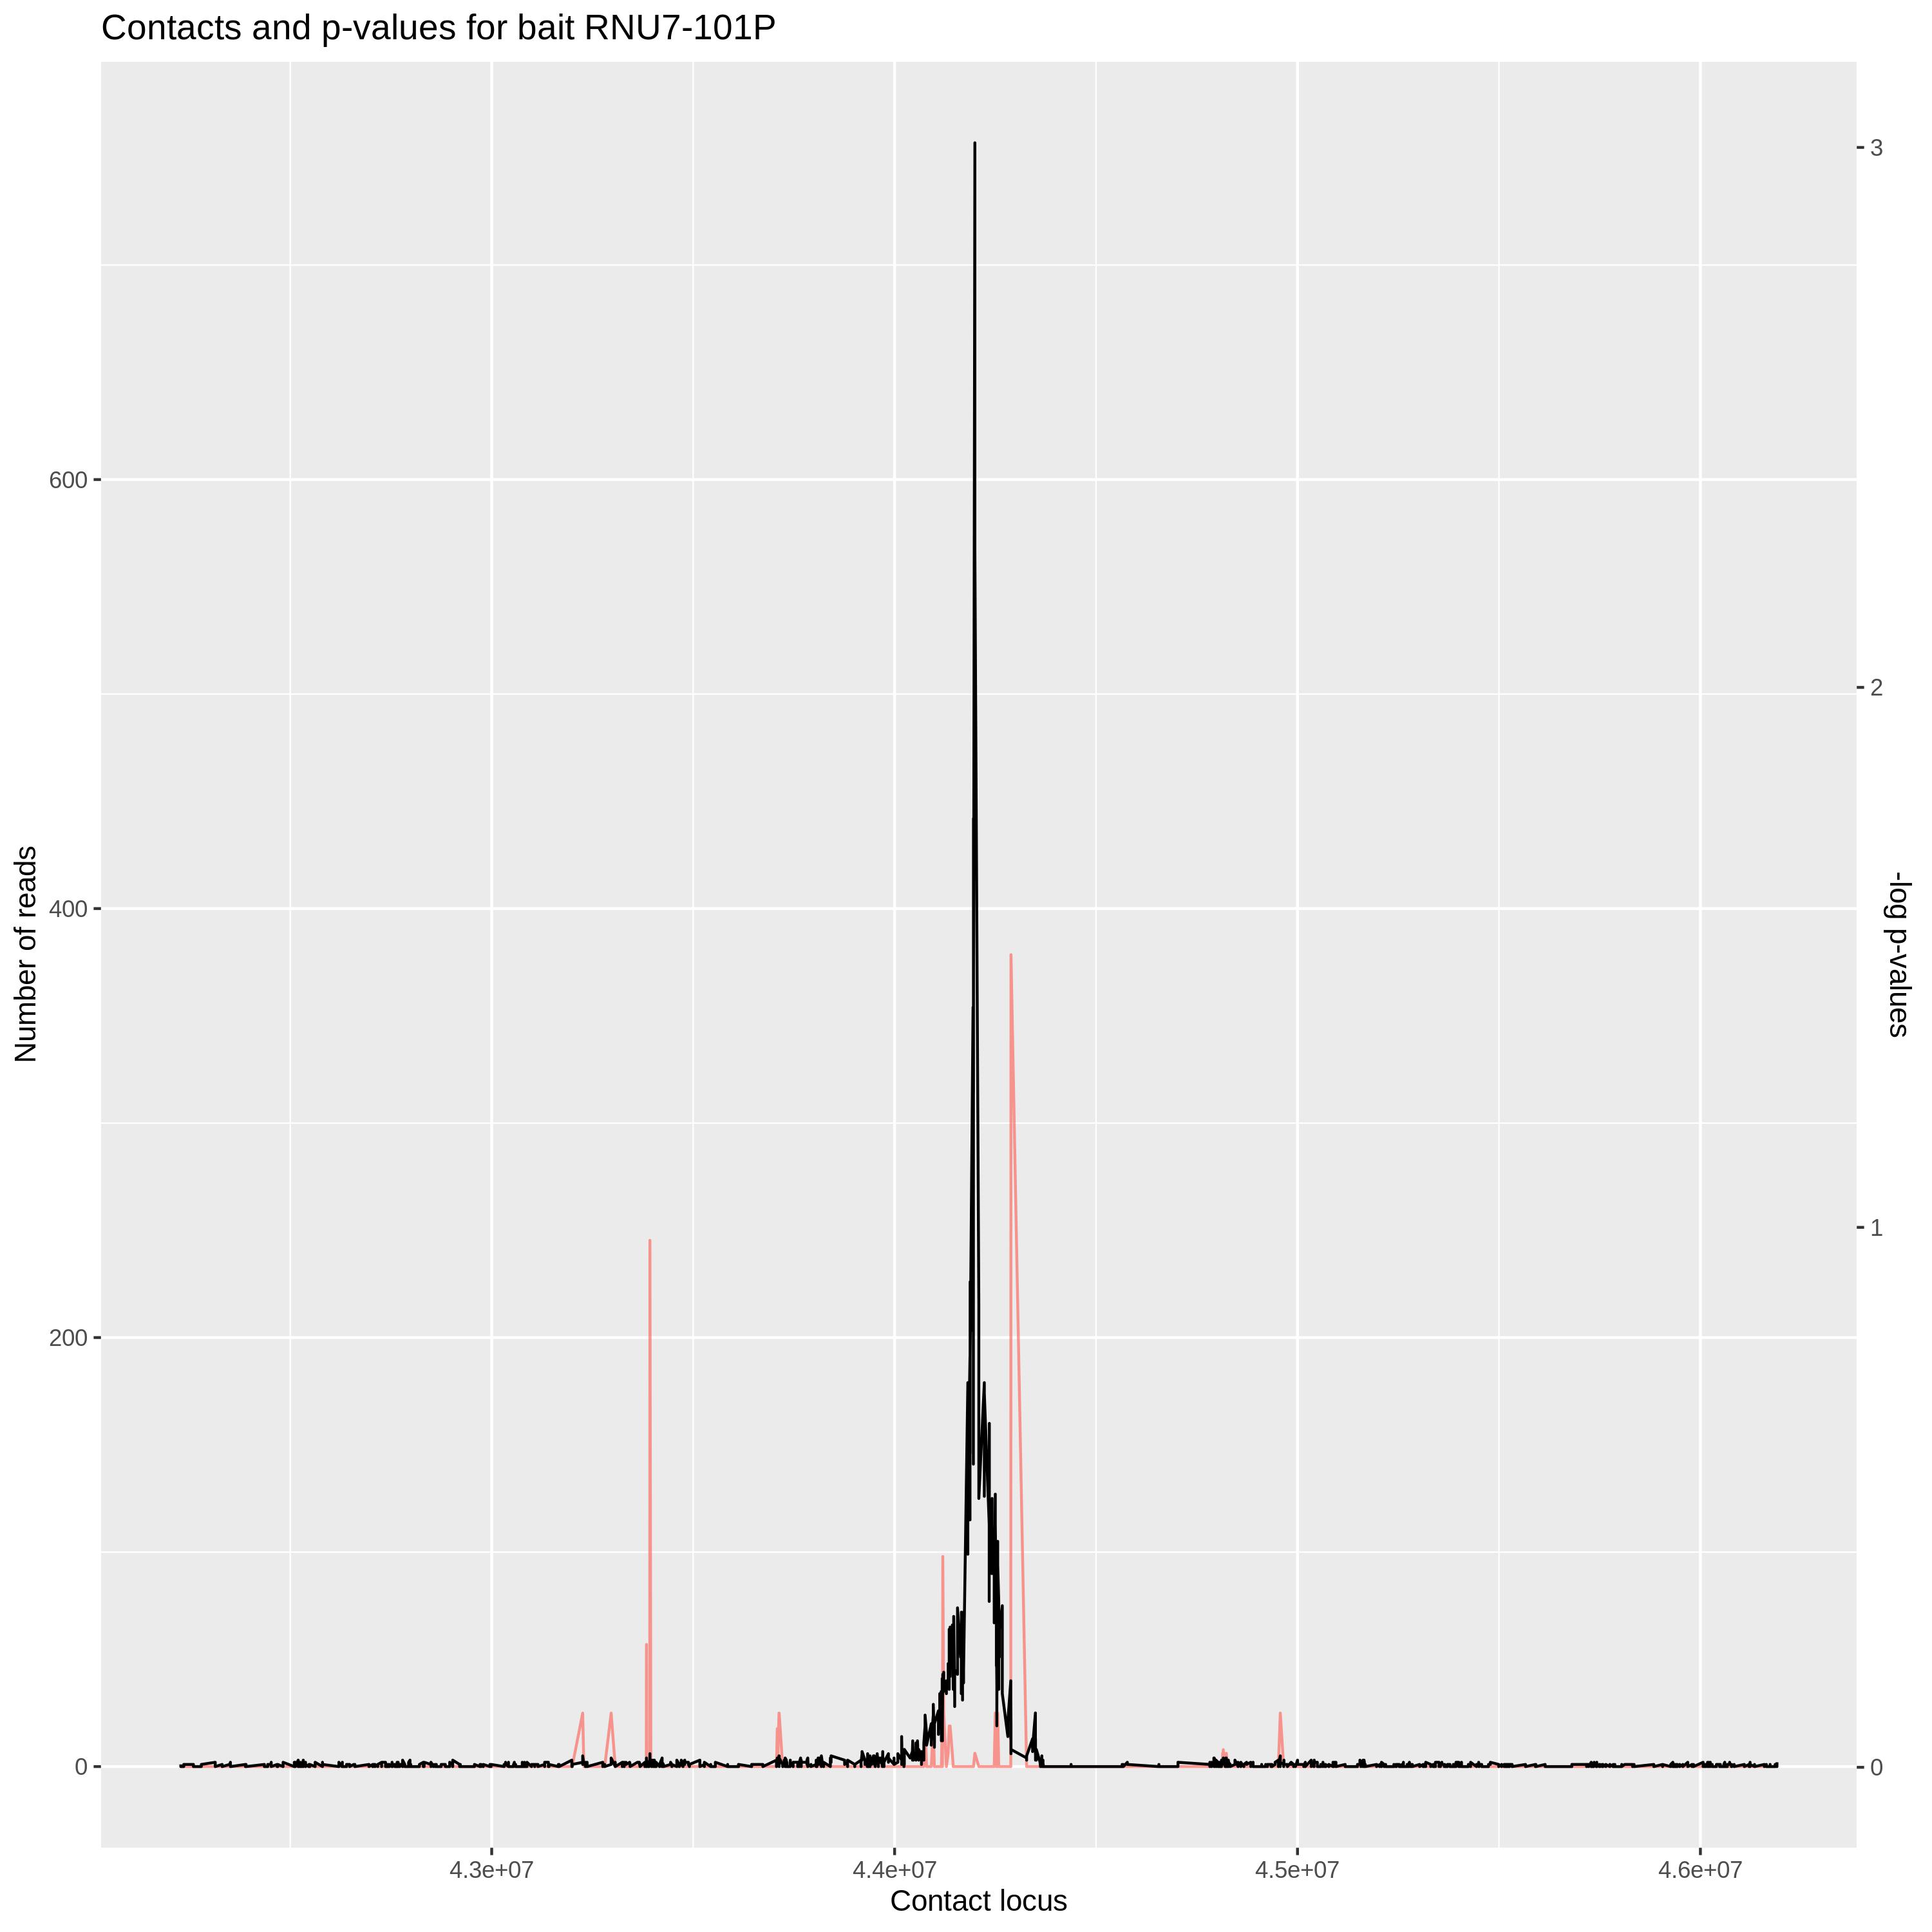 Contacts and p-values for bait RNU7-101P
3
600
2
400
Number of reads
-log p-values
1
200
0
0
4.3e+07
4.4e+07
4.5e+07
4.6e+07
Contact locus